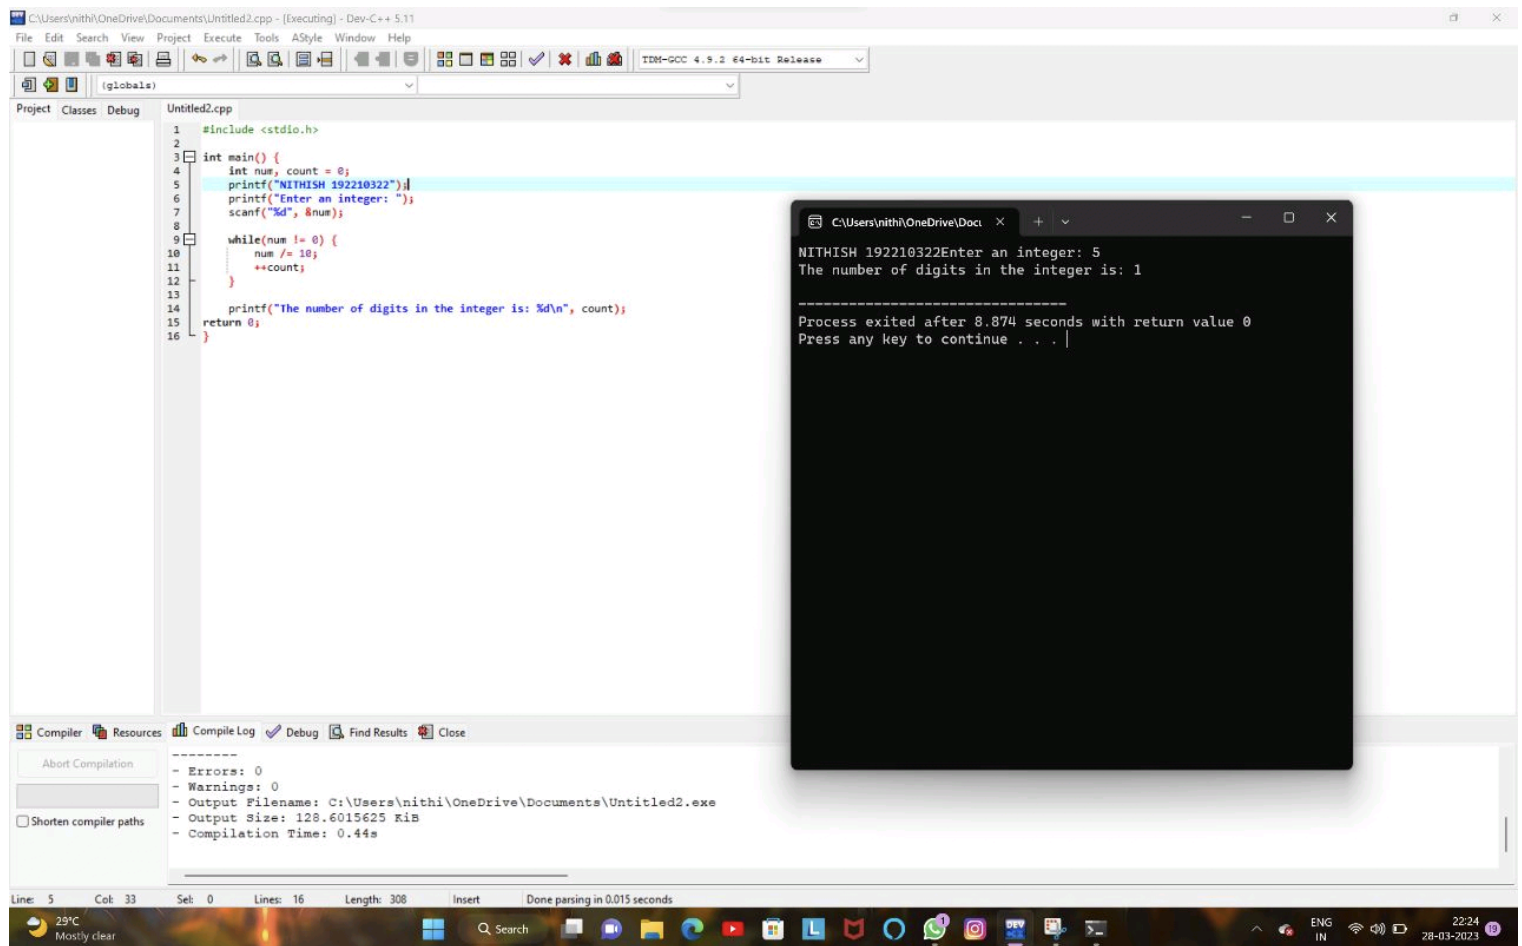 C:\Users\nithi\OneDrive\Documents\Untitled2.cpp - [Executing] - Dev-C++ 5.11
File Edit Search View Project Execute Tools AStyle Window Help
TDM-GCC 4.9.2 64-bit Release
(globals)
Project Classes Debug Untitled2.cpp
1 #include <stdio.h>
2
3 int main() {
4 int num, count = 0;
5 printf("NITHISH 192210322");
6 printf("Enter an integer: ");
7 scanf("%d", &num);
8
9 while(num != 0) {
10 num /= 10;
11 ++count;
12 }
13
14 printf("The number of digits in the integer is: %d\n", count);
15 return 0;
16 }
C:\Users\nithi\OneDrive\Docu
NITHISH 192210322Enter an integer: 5
The number of digits in the integer is: 1
--------------------------------
Process exited after 8.874 seconds with return value 0
Press any key to continue . . .
Compiler Resources Compile Log Debug Find Results Close
Abort Compilation
Shorten compiler paths
--------
- Errors: 0
- Warnings: 0
- Output Filename: C:\Users\nithi\OneDrive\Documents\Untitled2.exe
- Output Size: 128.6015625 KiB
- Compilation Time: 0.44s
Line: 5 Col: 33 Sel: 0 Lines: 16 Length: 308 Insert Done parsing in 0.015 seconds
29°C
Mostly clear
Search
DEV
1
ENG
IN
22:24
28-03-2023
19